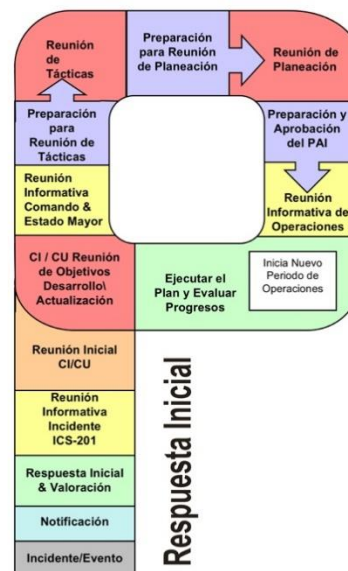 Reunión
de
Tácticas
Preparación
para Reunión
de Planeación
Reunión de
Planeación
Preparación
para
Reunión de
Tácticas
Preparación y
Aprobación
del PAI
Reunión
Informativa
Comando &
Estado Mayor
Reunión
Informativa de
Operaciones
CI / CU Reunión
de Objetivos
Desarrollo\
Actualización
Ejecutar el
Plan y Evaluar
Progresos
Inicia Nuevo
Periodo de
Operaciones
Reunión Inicial
CI/CU
Reunión
Informativa
Incidente
ICS-201
Respuesta Inicial
& Valoración
Notificación
Incidente/Evento
Respuesta Inicial